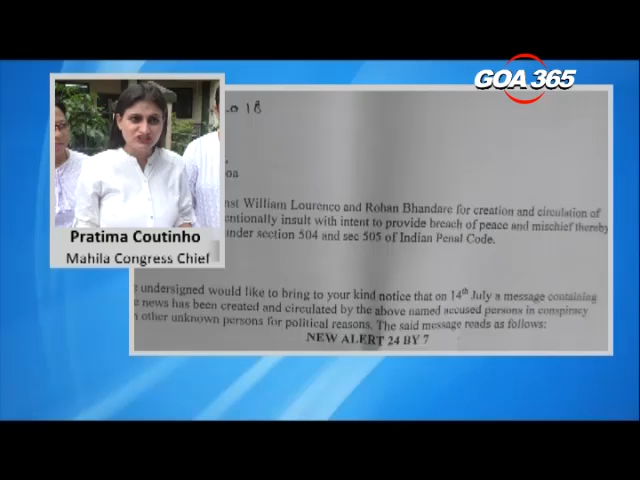 GOA 365
018
oa
nst William Lourenco and Rohan Bhandare for creation and circulation of
entionally insult with intent to provide breach of peace and mischief thereby
under section 504 and sec 505 of Indian Penal Code.
Pratima Coutinho
Mahila Congress Chief
undersigned would like to bring to your kind notice that on 14th July a message containing
news has been created and circulated by the above named accused persons in conspiracy
other unknown persons for political reasons. The said message reads as follows:
NEW ALERT 24 BY 7